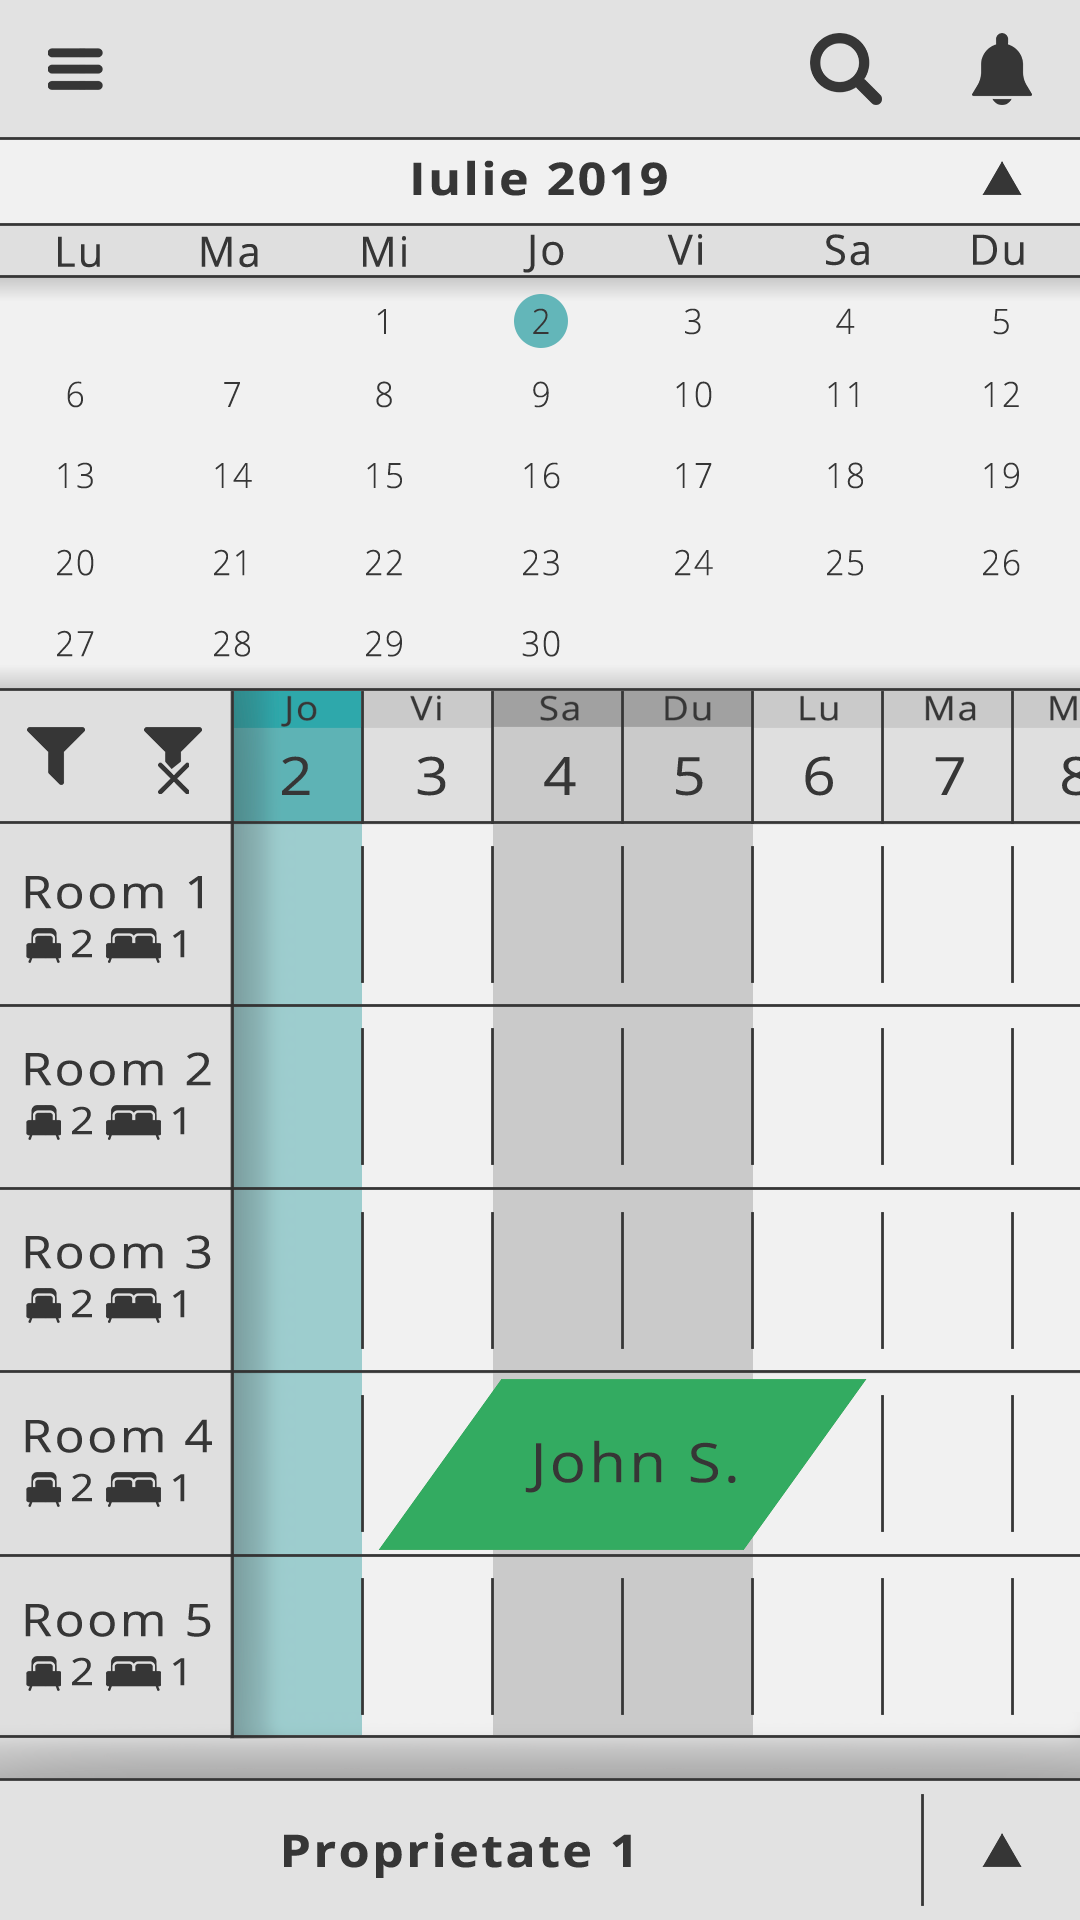 Iulie 2019
Lu Ma Mi Jo Vi Sa Du
1 2 3 4 5
6 7 8 9 10 11 12
13 14 15 16 17 18 19
20 21 22 23 24 25 26
27 28 29 30
Jo Vi Sa Du Lu Ma M
2 3 4 5 6 7 8
Room 1
2 1
Room 2
2 1
Room 3
2 1
Room 4
2 1
John S.
Room 5
2 1
Proprietate 1